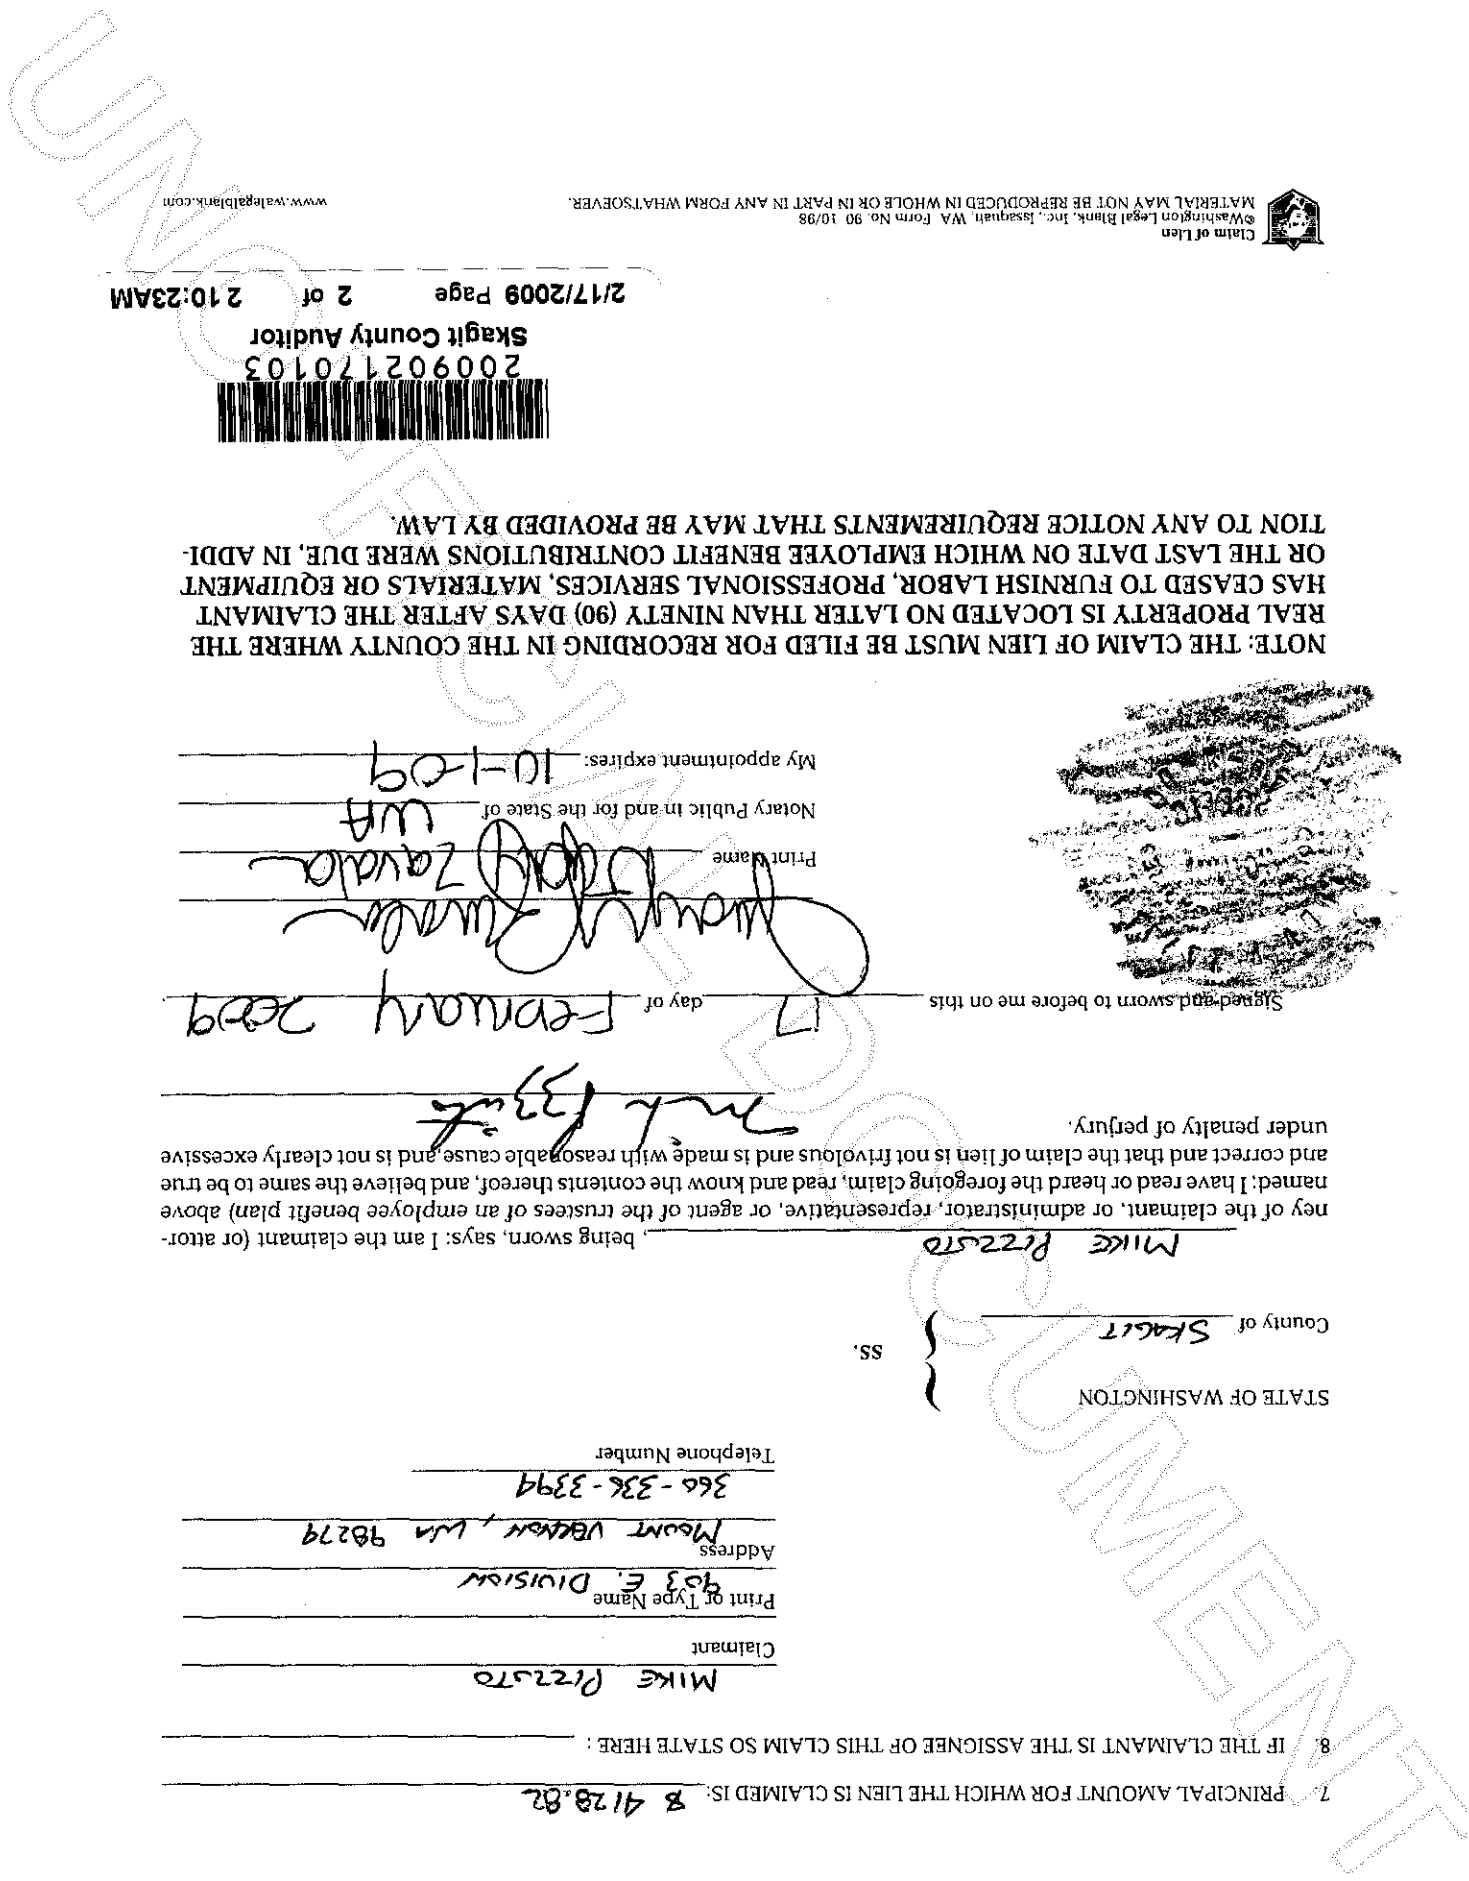 7. PRINCIPAL AMOUNT FOR WHICH THE LIEN IS CLAIMED IS: $ 4128.82
8. IF THE CLAIMANT IS THE ASSIGNEE OF THIS CLAIM SO STATE HERE :
MIKE PIZZUTO
Claimant
Print or Type Name
903 E. DIVISION
Address
MOUNT VERNON, WA 98274
360-336-3394
Telephone Number
STATE OF WASHINGTON
ss.
County of SKAGIT
MIKE PIZZUTO, being sworn, says: I am the claimant (or attor-
ney of the claimant, or administrator, representative, or agent of the trustees of an employee benefit plan) above
named; I have read or heard the foregoing claim, read and know the contents thereof, and believe the same to be true
and correct and that the claim of lien is not frivolous and is made with reasonable cause, and is not clearly excessive
under penalty of perjury.
Signed and sworn to before me on this 17 day of February 2009
Print Name Judy Zavala
Notary Public in and for the State of WA
My appointment expires: 10-1-09
NOTE: THE CLAIM OF LIEN MUST BE FILED FOR RECORDING IN THE COUNTY WHERE THE
REAL PROPERTY IS LOCATED NO LATER THAN NINETY (90) DAYS AFTER THE CLAIMANT
HAS CEASED TO FURNISH LABOR, PROFESSIONAL SERVICES, MATERIALS OR EQUIPMENT
OR THE LAST DATE ON WHICH EMPLOYEE BENEFIT CONTRIBUTIONS WERE DUE, IN ADDI-
TION TO ANY NOTICE REQUIREMENTS THAT MAY BE PROVIDED BY LAW.
200902170103
Skagit County Auditor
2/17/2009 Page 2 of 2 10:23AM
Claim of Lien
©Washington Legal Blank, Inc., Issaquah, WA Form No. 90 10/98
MATERIAL MAY NOT BE REPRODUCED IN WHOLE OR IN PART IN ANY FORM WHATSOEVER.
www.walegalblank.com
UNOFFICIAL DOCUMENT